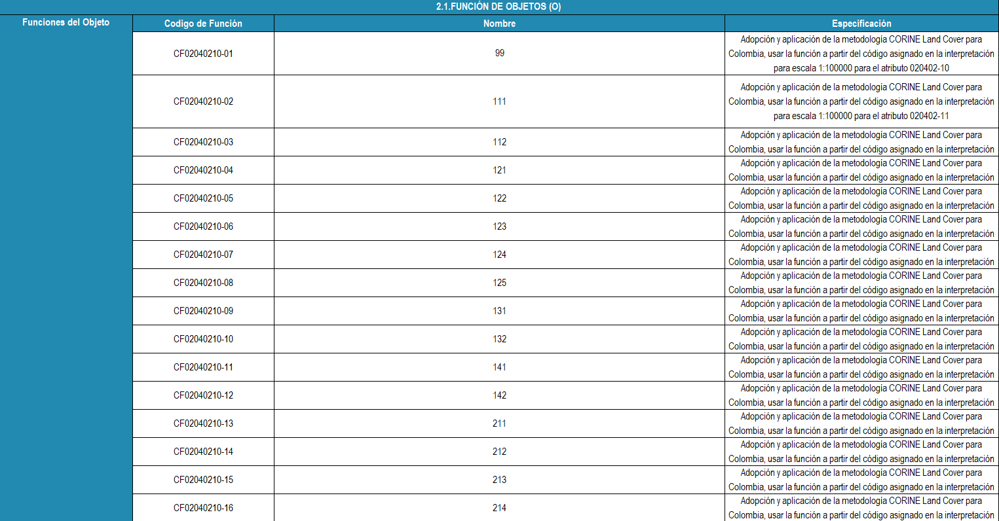 2.1.FUNCIÓN DE OBJETOS (O)
Funciones del Objeto
Codigo de Función
Nombre
Especificación
CF02040210-01
99
Adopción y aplicación de la metodología CORINE Land Cover para
Colombia, usar la función a partir del código asignado en la interpretación
para escala 1:100000 para el atributo 020402-10
CF02040210-02
111
Adopción y aplicación de la metodología CORINE Land Cover para
Colombia, usar la función a partir del código asignado en la interpretación
para escala 1:100000 para el atributo 020402-11
CF02040210-03
112
Adopción y aplicación de la metodología CORINE Land Cover para
Colombia, usar la función a partir del código asignado en la interpretación
CF02040210-04
121
Adopción y aplicación de la metodología CORINE Land Cover para
Colombia, usar la función a partir del código asignado en la interpretación
CF02040210-05
122
Adopción y aplicación de la metodología CORINE Land Cover para
Colombia, usar la función a partir del código asignado en la interpretación
CF02040210-06
123
Adopción y aplicación de la metodología CORINE Land Cover para
Colombia, usar la función a partir del código asignado en la interpretación
CF02040210-07
124
Adopción y aplicación de la metodología CORINE Land Cover para
Colombia, usar la función a partir del código asignado en la interpretación
CF02040210-08
125
Adopción y aplicación de la metodología CORINE Land Cover para
Colombia, usar la función a partir del código asignado en la interpretación
CF02040210-09
131
Adopción y aplicación de la metodología CORINE Land Cover para
Colombia, usar la función a partir del código asignado en la interpretación
CF02040210-10
132
Adopción y aplicación de la metodología CORINE Land Cover para
Colombia, usar la función a partir del código asignado en la interpretación
CF02040210-11
141
Adopción y aplicación de la metodología CORINE Land Cover para
Colombia, usar la función a partir del código asignado en la interpretación
CF02040210-12
142
Adopción y aplicación de la metodología CORINE Land Cover para
Colombia, usar la función a partir del código asignado en la interpretación
CF02040210-13
211
Adopción y aplicación de la metodología CORINE Land Cover para
Colombia, usar la función a partir del código asignado en la interpretación
CF02040210-14
212
Adopción y aplicación de la metodología CORINE Land Cover para
Colombia, usar la función a partir del código asignado en la interpretación
CF02040210-15
213
Adopción y aplicación de la metodología CORINE Land Cover para
Colombia, usar la función a partir del código asignado en la interpretación
CF02040210-16
214
Adopción y aplicación de la metodología CORINE Land Cover para
Colombia, usar la función a partir del código asignado en la interpretación